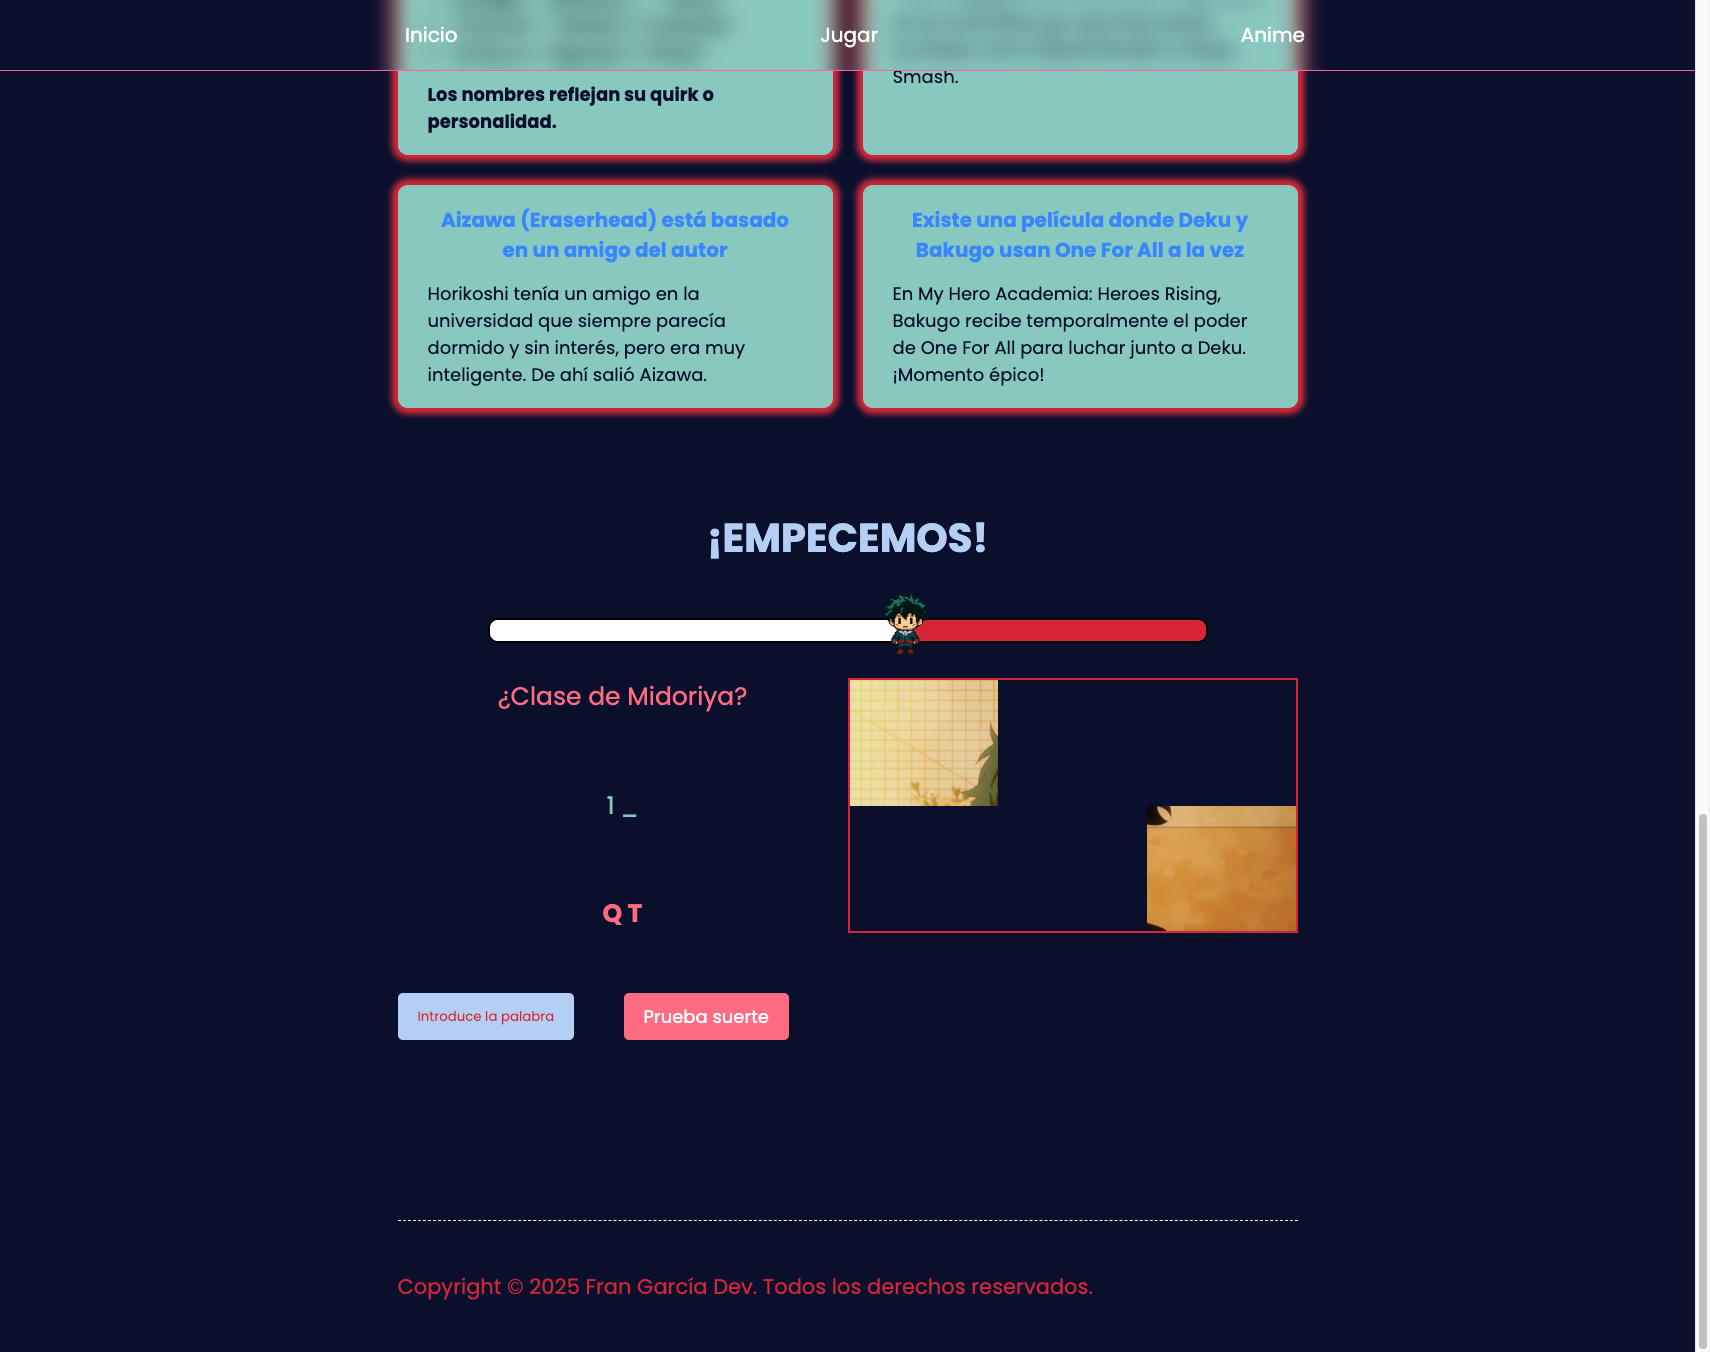 Inicio
Jugar
Anime
Los nombres reflejan su quirk o
personalidad.
Smash.
Aizawa (Eraserhead) está basado
en un amigo del autor
Horikoshi tenía un amigo en la
universidad que siempre parecía
dormido y sin interés, pero era muy
inteligente. De ahí salió Aizawa.
Existe una película donde Deku y
Bakugo usan One For All a la vez
En My Hero Academia: Heroes Rising,
Bakugo recibe temporalmente el poder
de One For All para luchar junto a Deku.
¡Momento épico!
¡EMPECEMOS!
¿Clase de Midoriya?
1 _
Q T
Introduce la palabra
Prueba suerte
Copyright © 2025 Fran García Dev. Todos los derechos reservados.